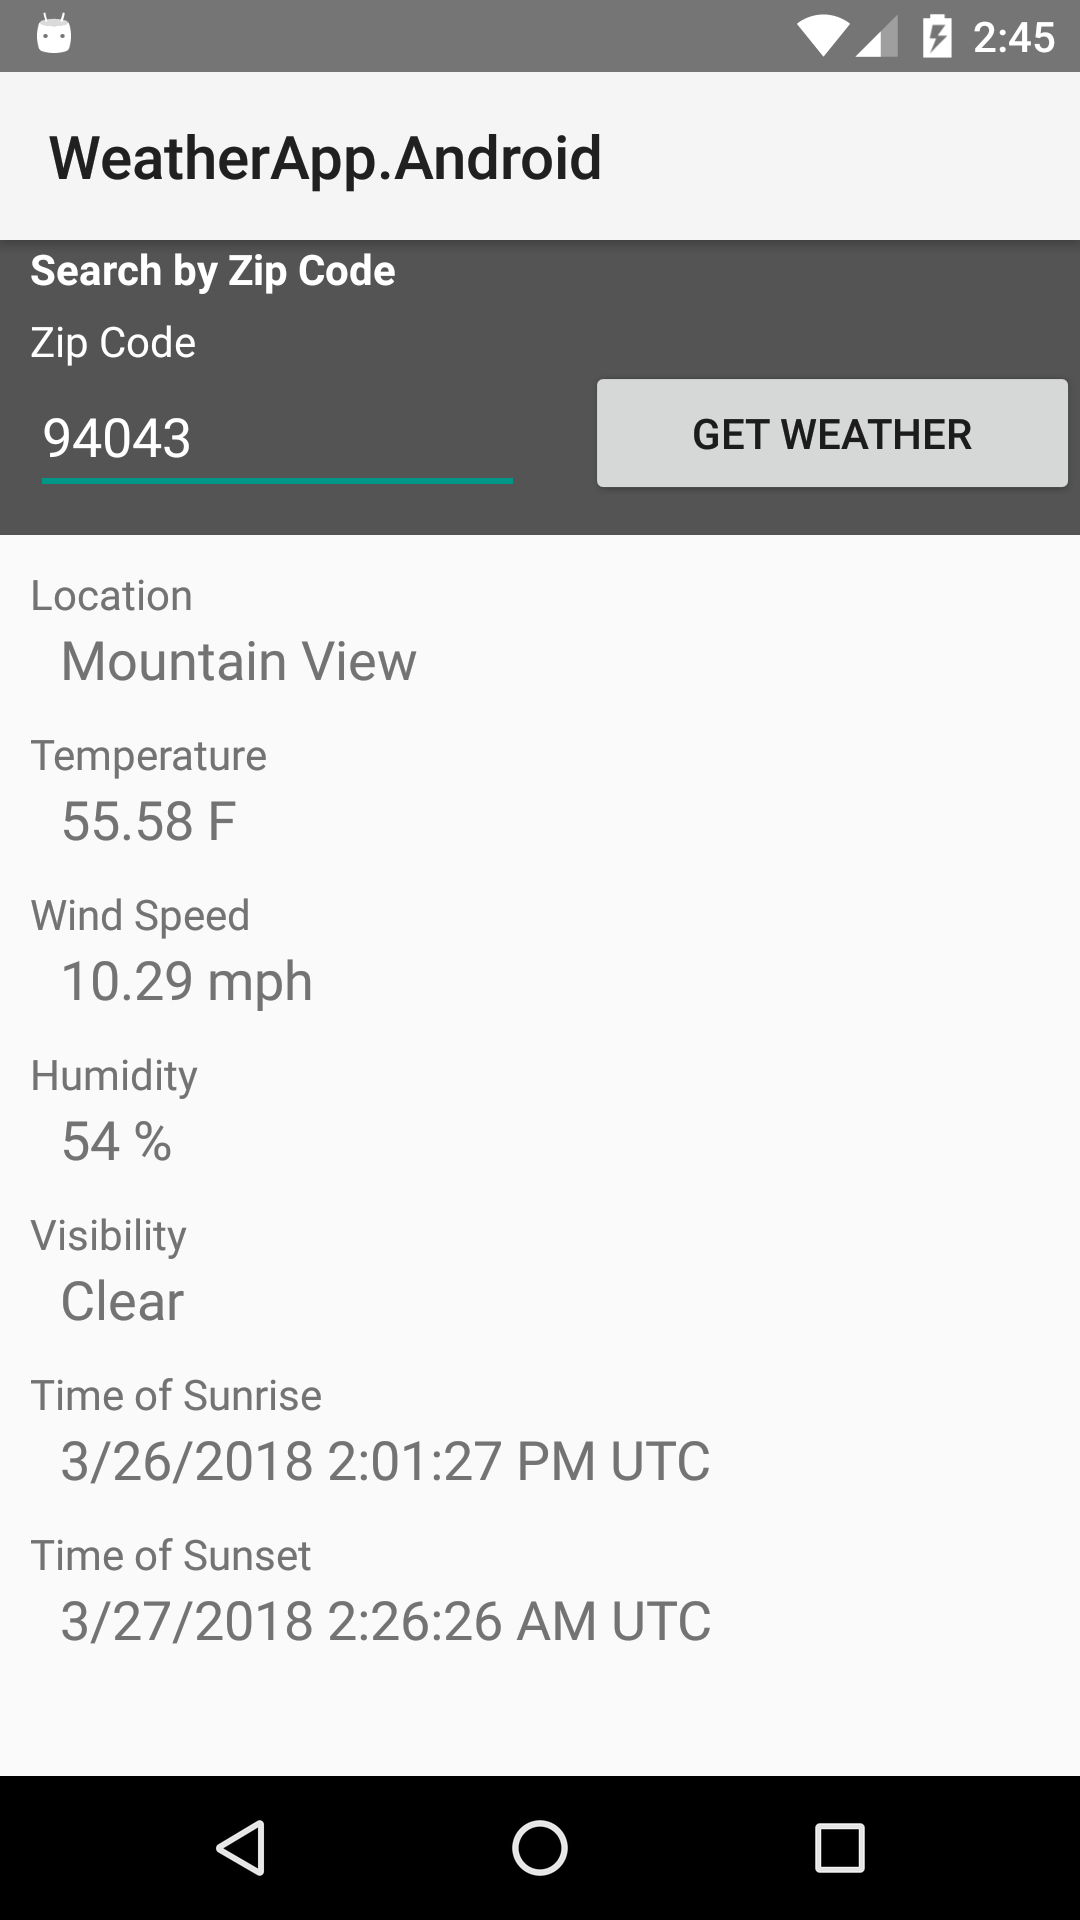 2:45
WeatherApp.Android
Search by Zip Code
Zip Code
94043
GET WEATHER
Location
Mountain View
Temperature
55.58 F
Wind Speed
10.29 mph
Humidity
54 %
Visibility
Clear
Time of Sunrise
3/26/2018 2:01:27 PM UTC
Time of Sunset
3/27/2018 2:26:26 AM UTC